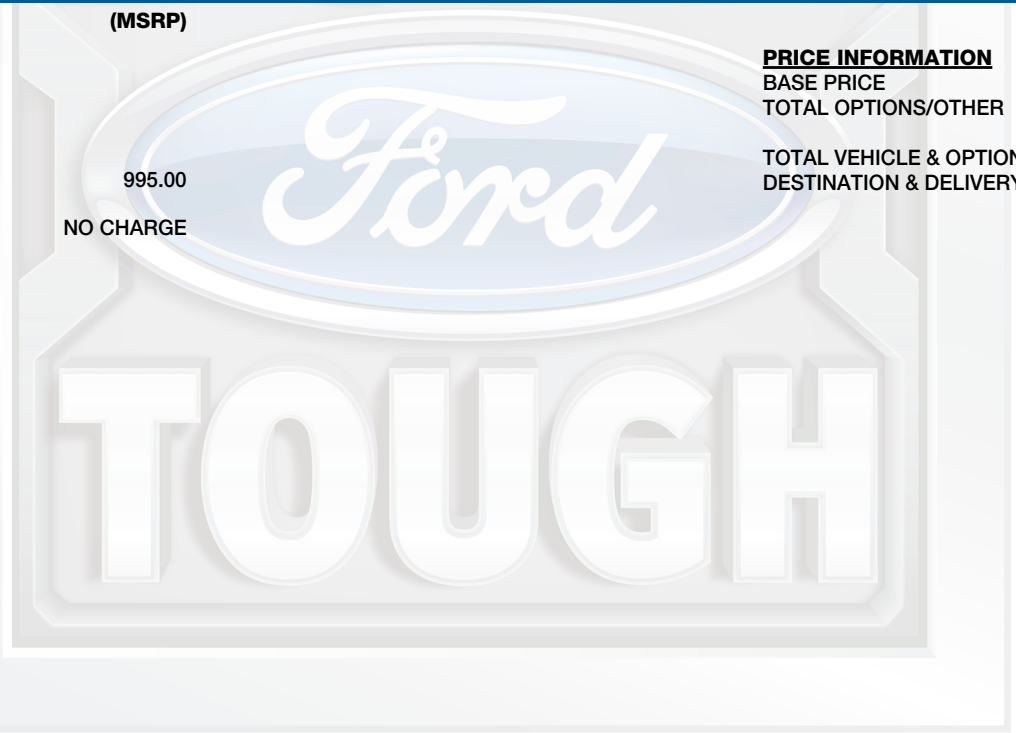 (MSRP)
995.00
NO CHARGE
PRICE INFORMATION
BASE PRICE
TOTAL OPTIONS/OTHER
TOTAL VEHICLE & OPTION
DESTINATION & DELIVERY
Ford
TOUGH